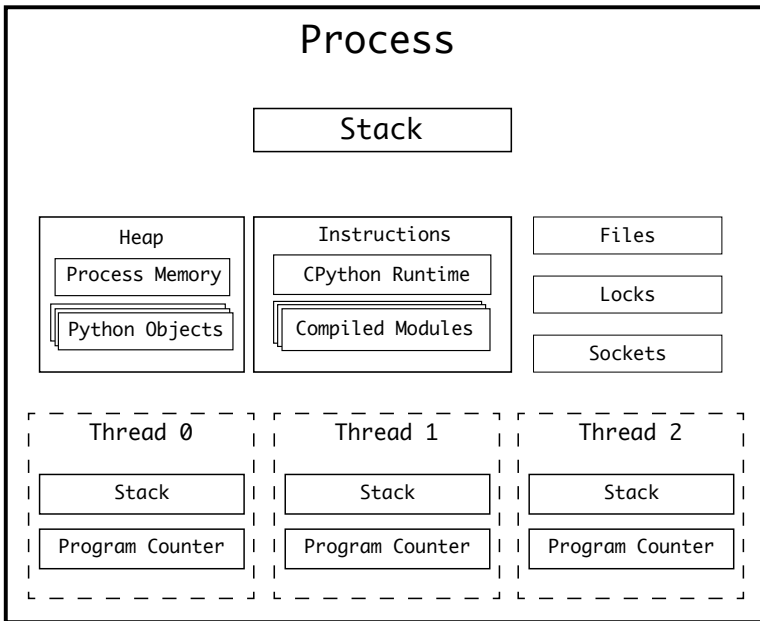 Process
Stack
Heap
Process Memory
Python Objects
Instructions
CPython Runtime
Compiled Modules
Files
Locks
Sockets
Thread 0
Stack
Program Counter
Thread 1
Stack
Program Counter
Thread 2
Stack
Program Counter